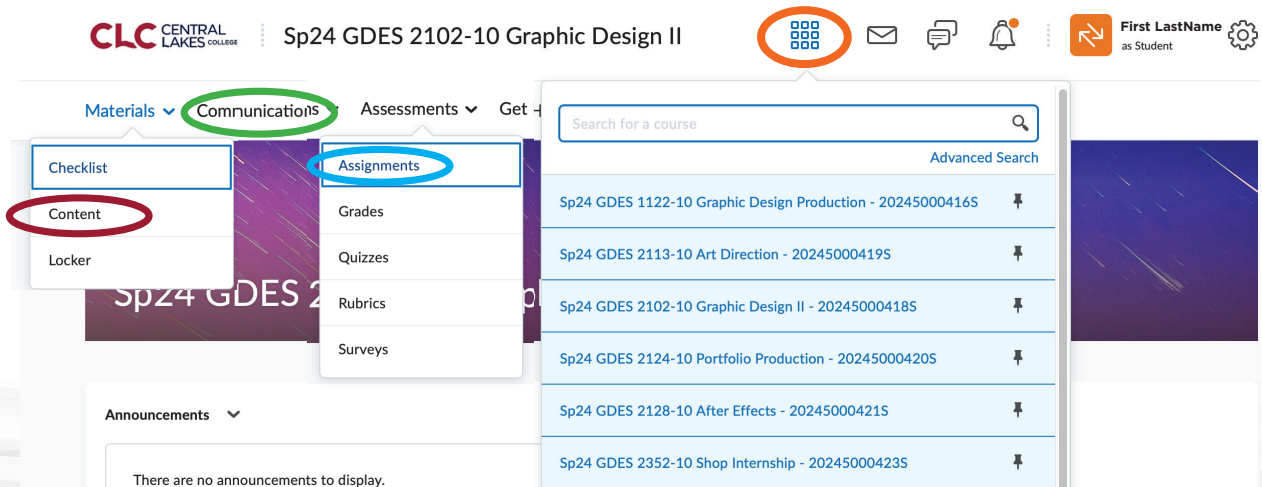 CLC CENTRAL LAKES COLLEGE
Sp24 GDES 2102-10 Graphic Design II
First LastName
as Student
Materials
Communications
Assessments
Get
Checklist
Content
Locker
Assignments
Grades
Quizzes
Rubrics
Surveys
Search for a course
Advanced Search
Sp24 GDES 1122-10 Graphic Design Production - 20245000416S
Sp24 GDES 2113-10 Art Direction - 20245000419S
Sp24 GDES 2102-10 Graphic Design II - 20245000418S
Sp24 GDES 2124-10 Portfolio Production - 20245000420S
Sp24 GDES 2128-10 After Effects - 20245000421S
Sp24 GDES 2352-10 Shop Internship - 20245000423S
Sp24 GDES 2
Announcements
There are no announcements to display.